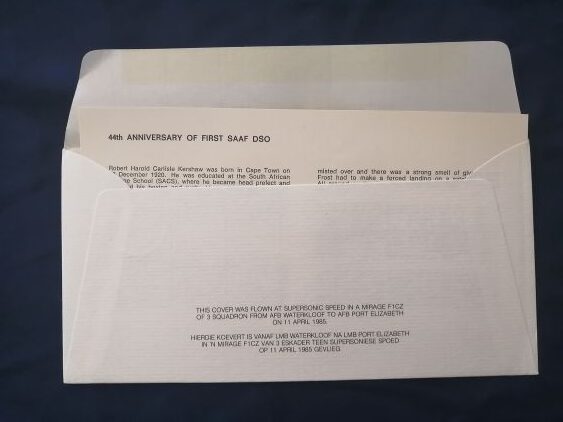 44th ANNIVERSARY OF FIRST SAAF DSO
Robert Harold Carlisle Kershaw was born in Cape Town on
December 1920. He was educated at the South African
School (SACS), where he became head prefect and
misted over and there was a strong smell of
Frost had to make a forced landing on a
THIS COVER WAS FLOWN AT SUPERSONIC SPEED IN A MIRAGE F1CZ
OF 3 SQUADRON FROM AFB WATERKLOOF TO AFB PORT ELIZABETH
ON 11 APRIL 1985.
HIERDIE KOEVERT IS VANAF LMB WATERKLOOF NA LMB PORT ELIZABETH
IN 'N MIRAGE F1CZ VAN 3 ESKADER TEEN SUPERSONIESE SPOED
OP 11 APRIL 1985 GEVLIEG.